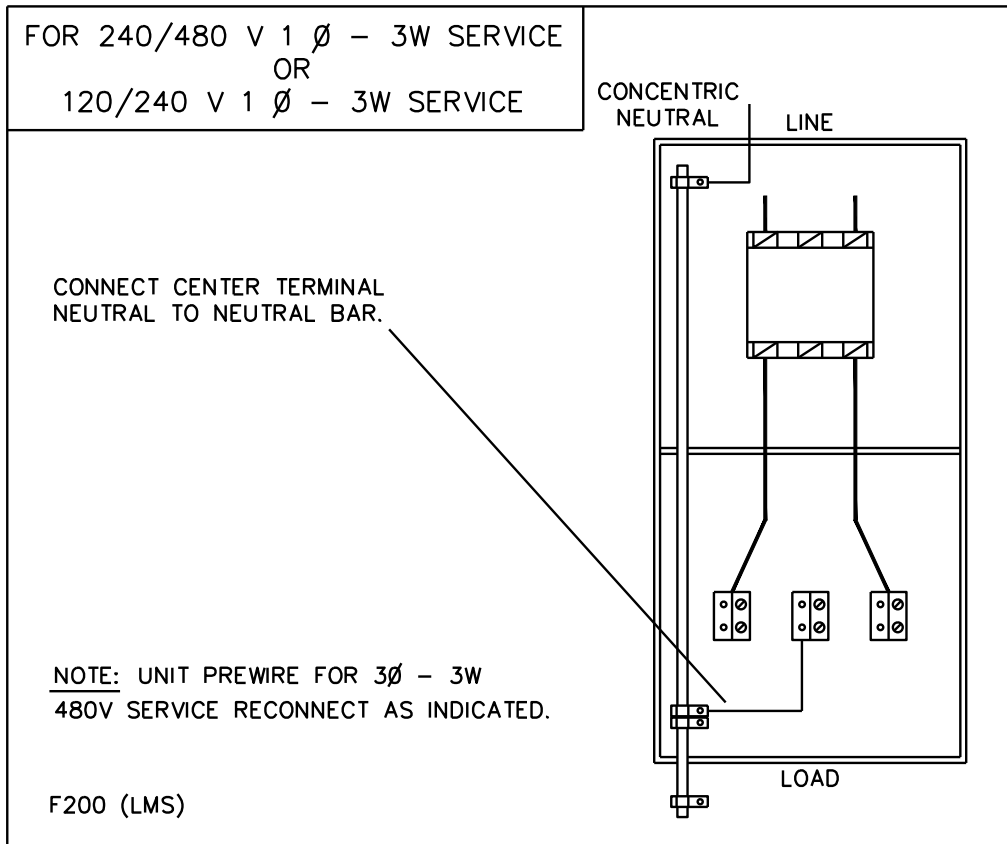 FOR 240/480 V 1 Ø – 3W SERVICE
OR
120/240 V 1 Ø – 3W SERVICE
CONCENTRIC
NEUTRAL
LINE
CONNECT CENTER TERMINAL
NEUTRAL TO NEUTRAL BAR.
NOTE: UNIT PREWIRE FOR 3Ø – 3W
480V SERVICE RECONNECT AS INDICATED.
LOAD
F200 (LMS)